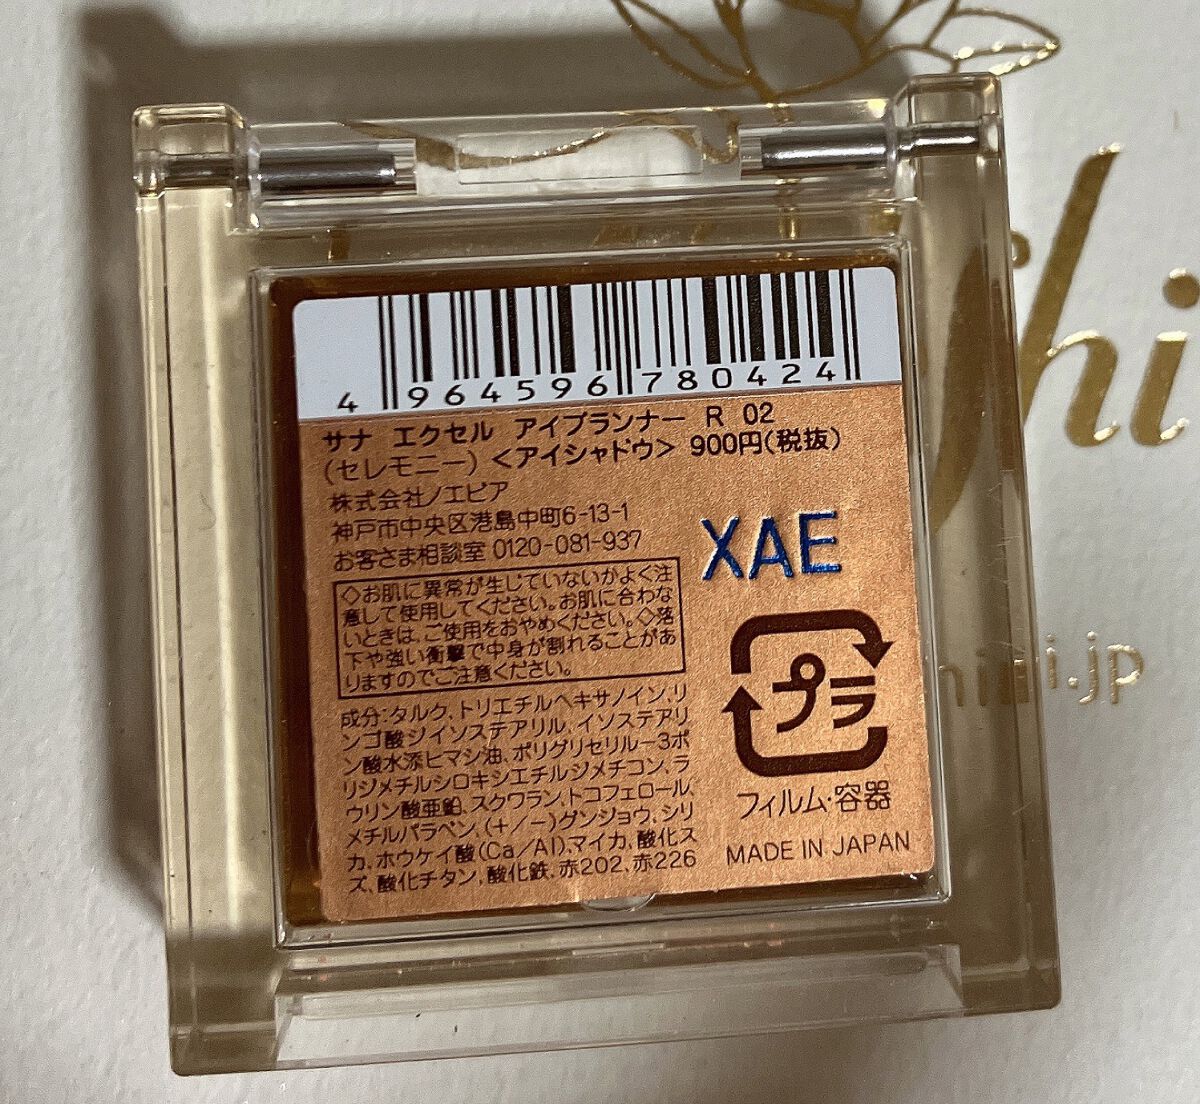 4 964596 780424
サナ エクセル アイプランナー R 02
(セレモニー) <アイシャドウ> 900円(税抜)
株式会社ノエビア
神戸市中央区港島中町6-13-1
お客さま相談室 0120-081-937
XAE
◇お肌に異常が生じていないかよく注
意して使用してください。お肌に合わな
いときは、ご使用をおやめください。◇落
下や強い衝撃で中身が割れることがあ
りますのでご注意ください。
成分:タルク、トリエチルヘキサノイン、リ
ンゴ酸ジイソステアリル、イソステアリ
ン酸水添ヒマシ油、ポリグリセリル-3ポ
リジメチルシロキシエチルジメチコン、ラ
ウリン酸亜鉛、スクワラン、トコフェロール、
メチルパラベン、(+/-)グンジョウ、シリ
カ、ホウケイ酸(Ca/Al)、マイカ、酸化ス
ズ、酸化チタン、酸化鉄、赤202、赤226
プラ
フィルム・容器
MADE IN JAPAN
hi
i.jp